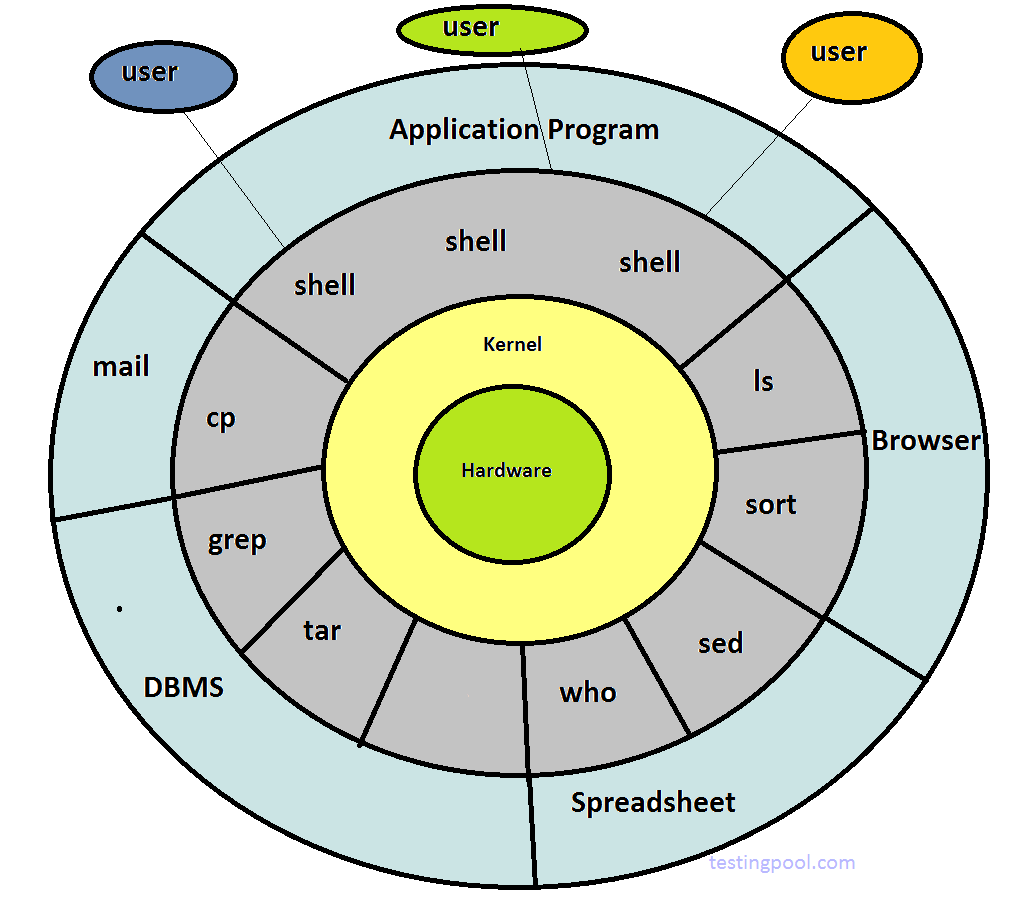 user
user
user
Application Program
shell
shell
shell
Kernel
mail
ls
cp
Browser
Hardware
sort
grep
tar
sed
DBMS
who
Spreadsheet
testingpool.com